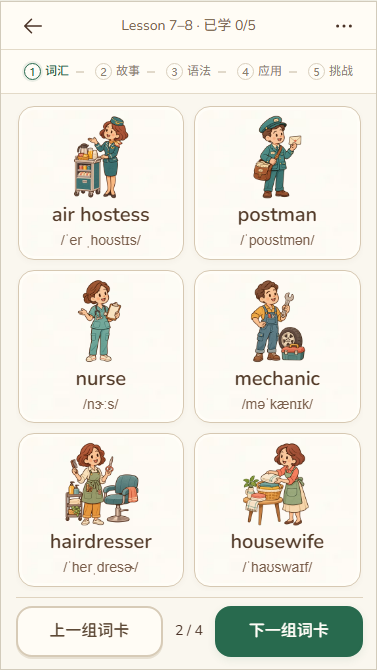 Lesson 7–8 · 已学 0/5
1 词汇 – 2 故事 – 3 语法 – 4 应用 – 5 挑战
air hostess postman
/ˈer ˌhoʊstɪs/ /ˈpoʊstmən/
nurse mechanic
/nɝːs/ /məˈkænɪk/
hairdresser housewife
/ˈherˌdresɚ/ /ˈhaʊswaɪf/
上一组词卡 2 / 4 下一组词卡